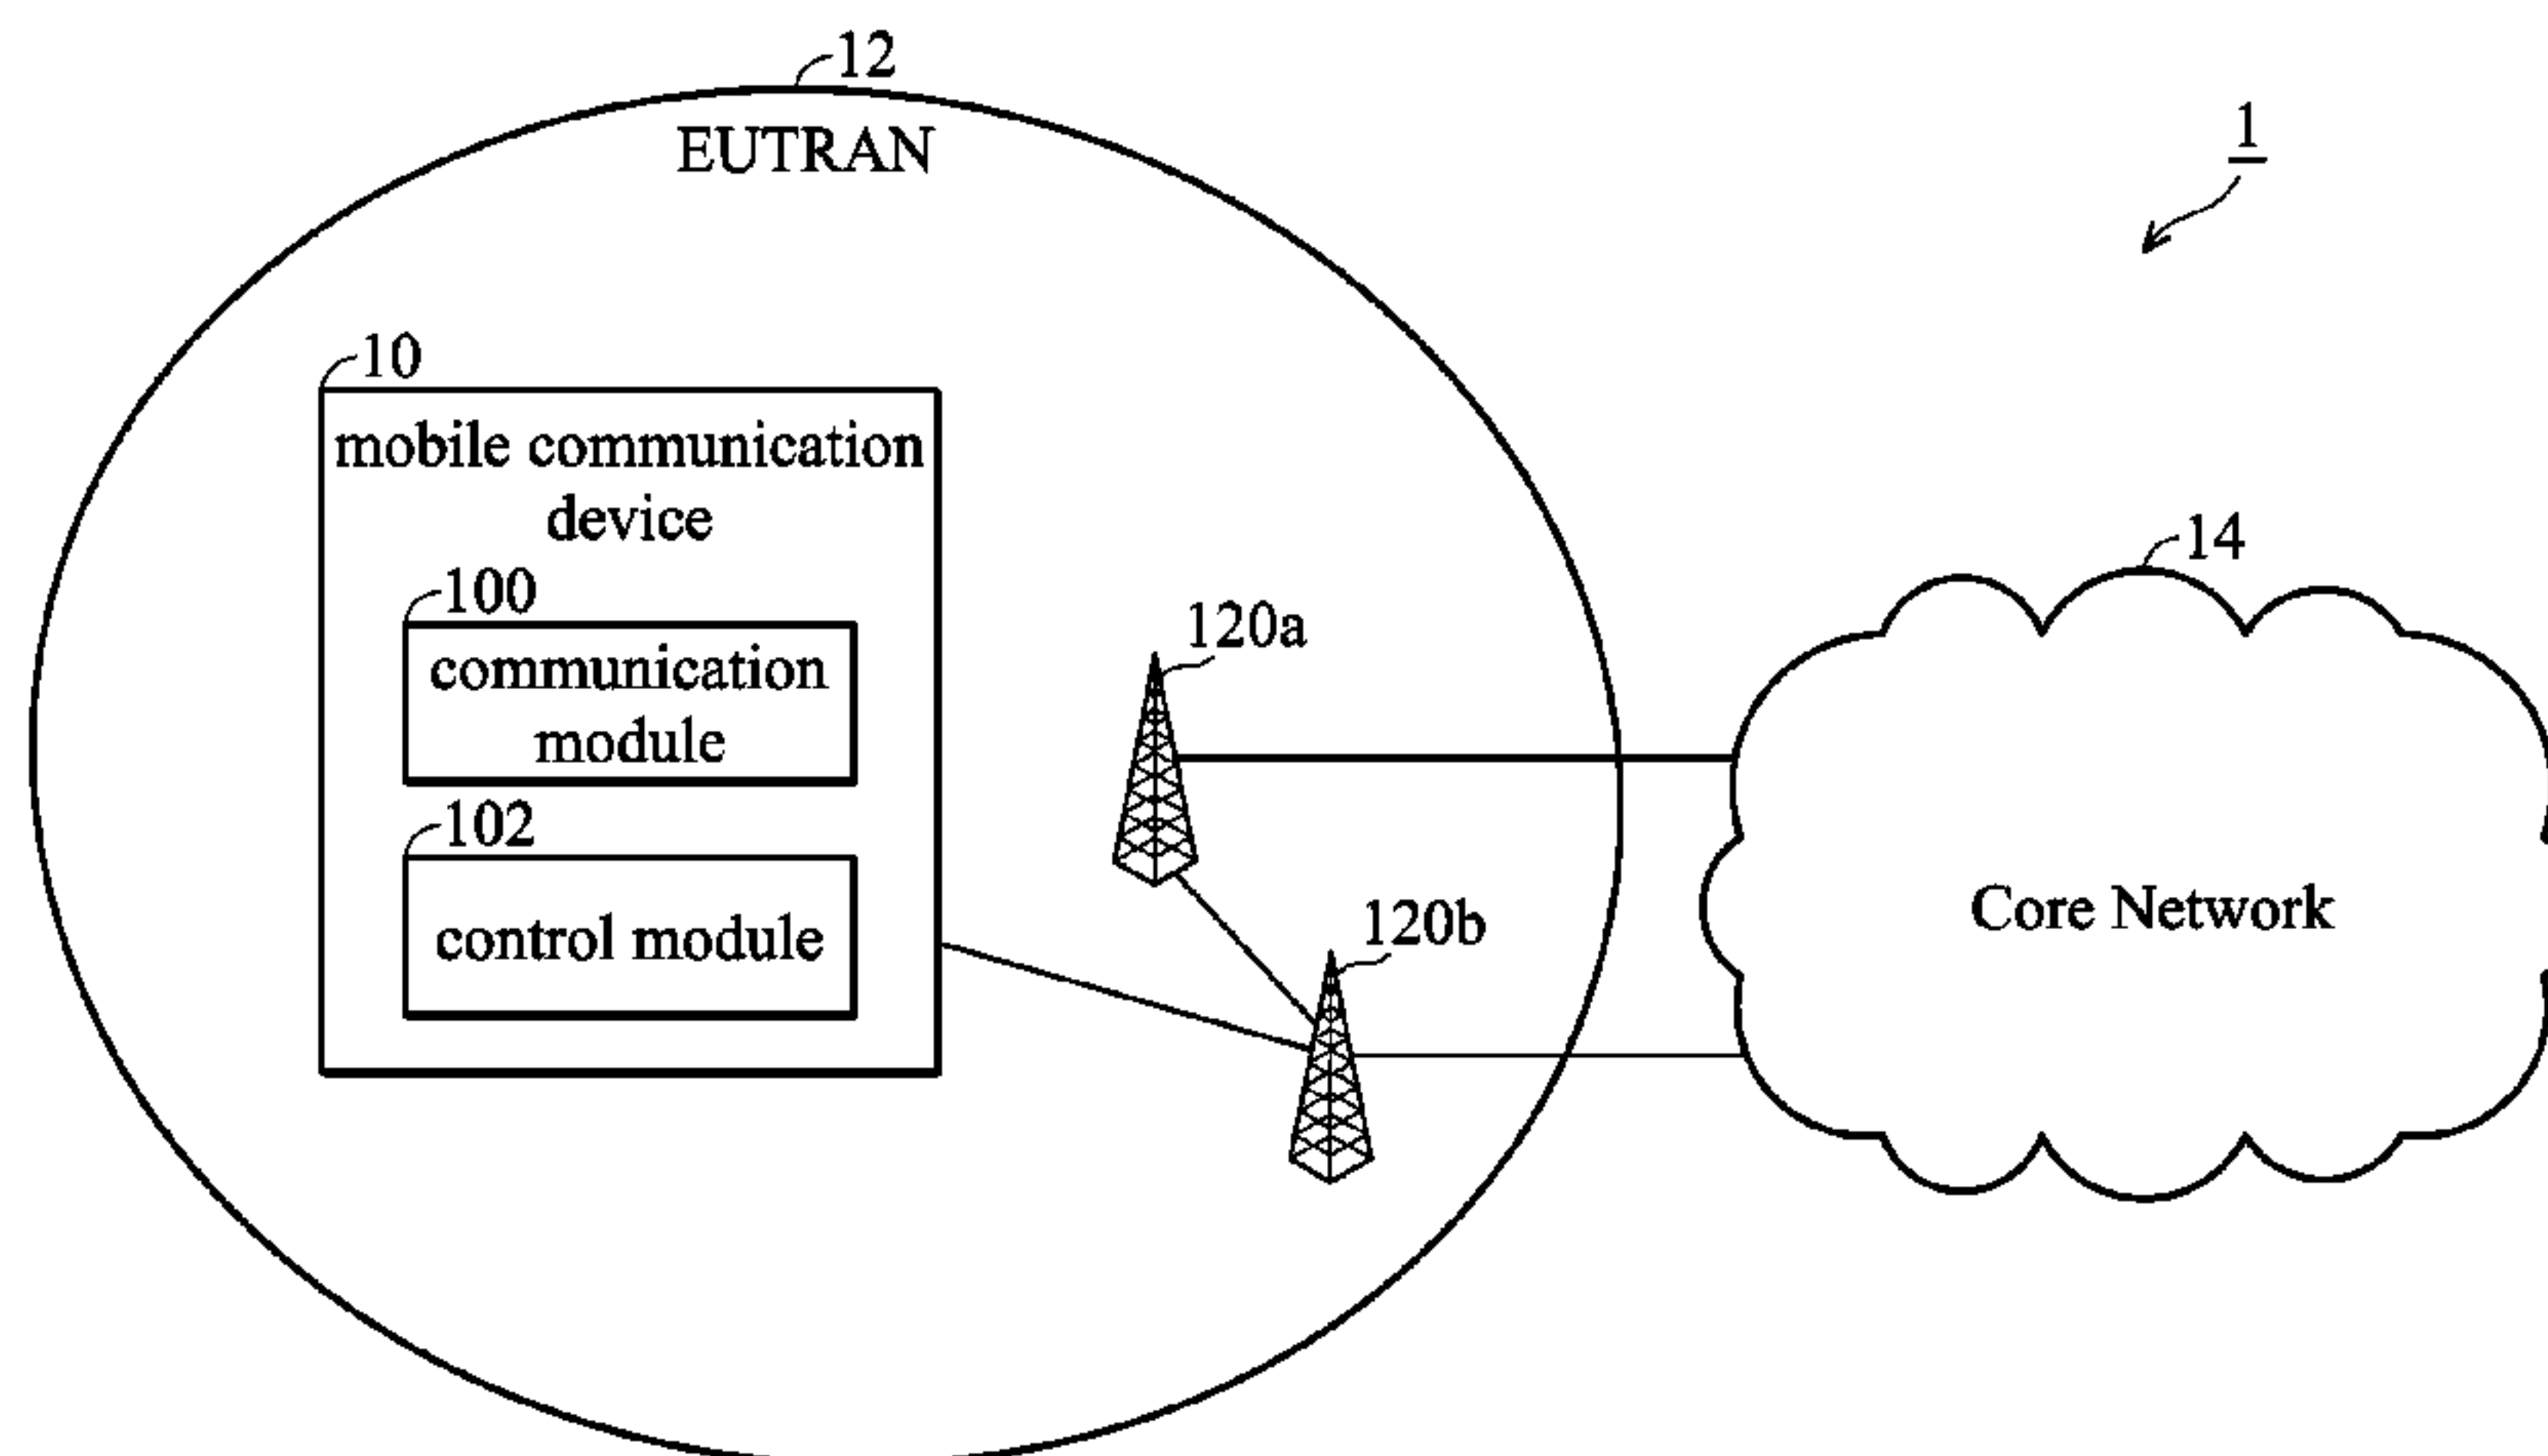 12
EUTRAN
1
10
mobile communication
device
100
communication
module
102
control module
120a
120b
14
Core Network